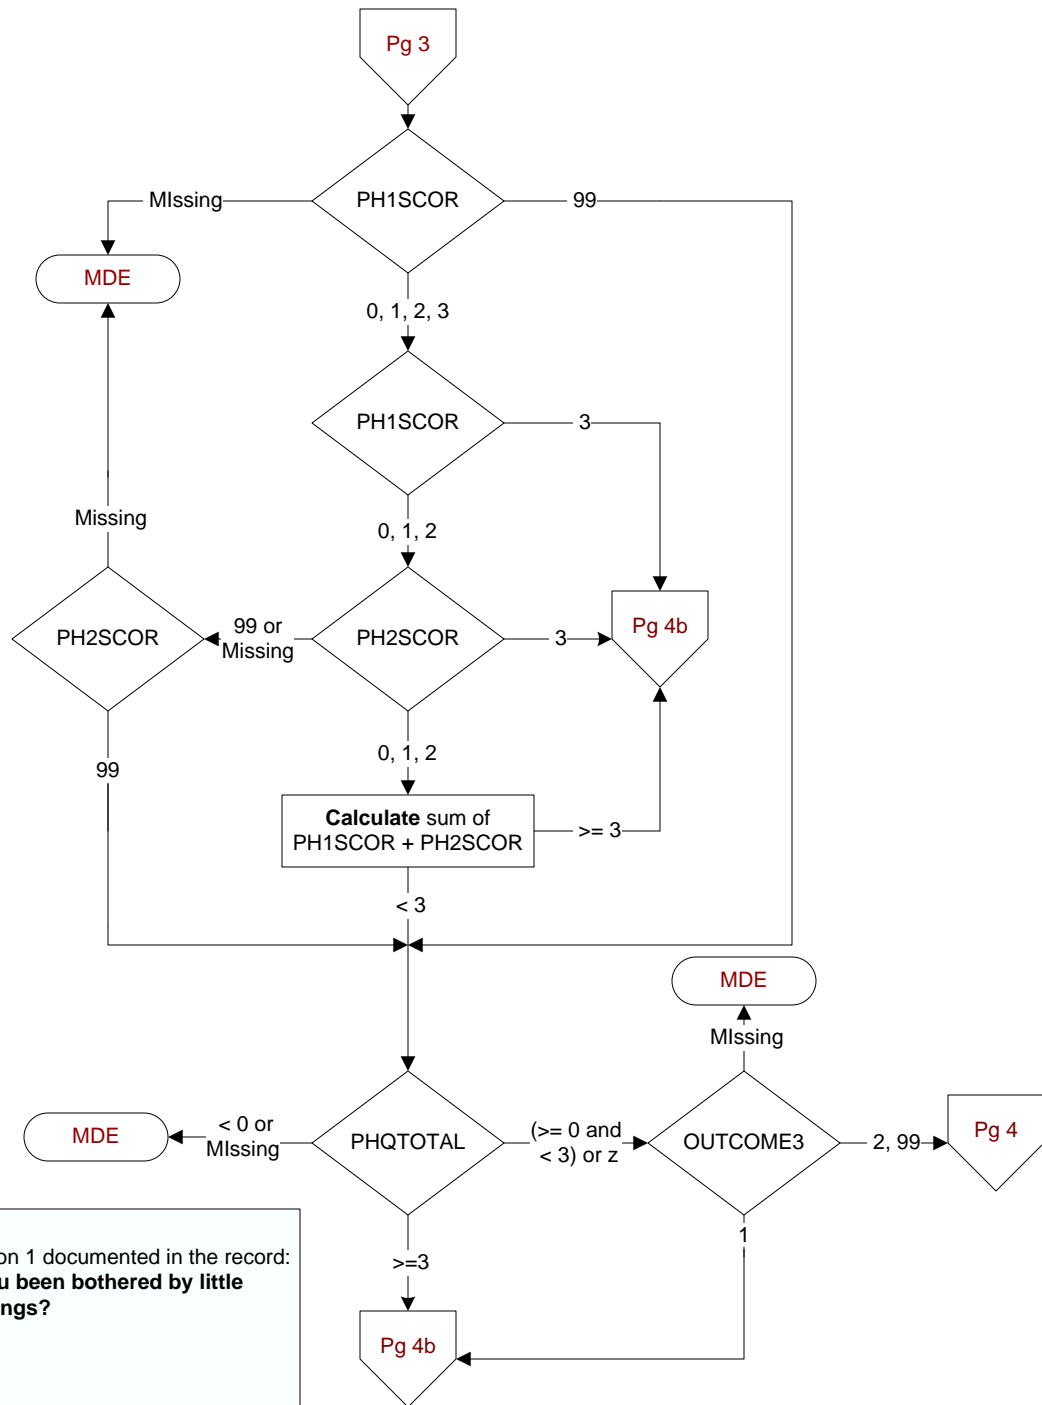 Pg 3
PH1SCOR
MIssing
99
MDE
0, 1, 2, 3
PH1SCOR
3
Missing
0, 1, 2
PH2SCOR
99 or
Missing
PH2SCOR
3
Pg 4b
99
0, 1, 2
Calculate sum of
PH1SCOR + PH2SCOR
>= 3
< 3
MDE
MIssing
MDE
< 0 or
MIssing
PHQTOTAL
(>= 0 and
< 3) or z
OUTCOME3
2, 99
Pg 4
1
>=3
on 1 documented in the record:
u been bothered by little
ngs?
Pg 4b